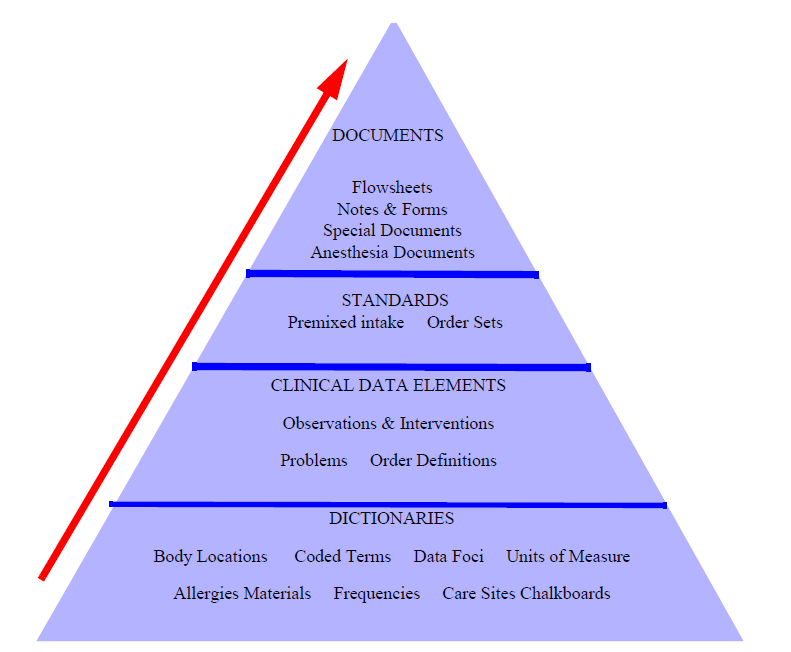 DOCUMENTS
Flowsheets
Notes & Forms
Special Documents
Anesthesia Documents
STANDARDS
Premixed intake Order Sets
CLINICAL DATA ELEMENTS
Observations & Interventions
Problems Order Definitions
DICTIONARIES
Body Locations Coded Terms Data Foci Units of Measure
Allergies Materials Frequencies Care Sites Chalkboards